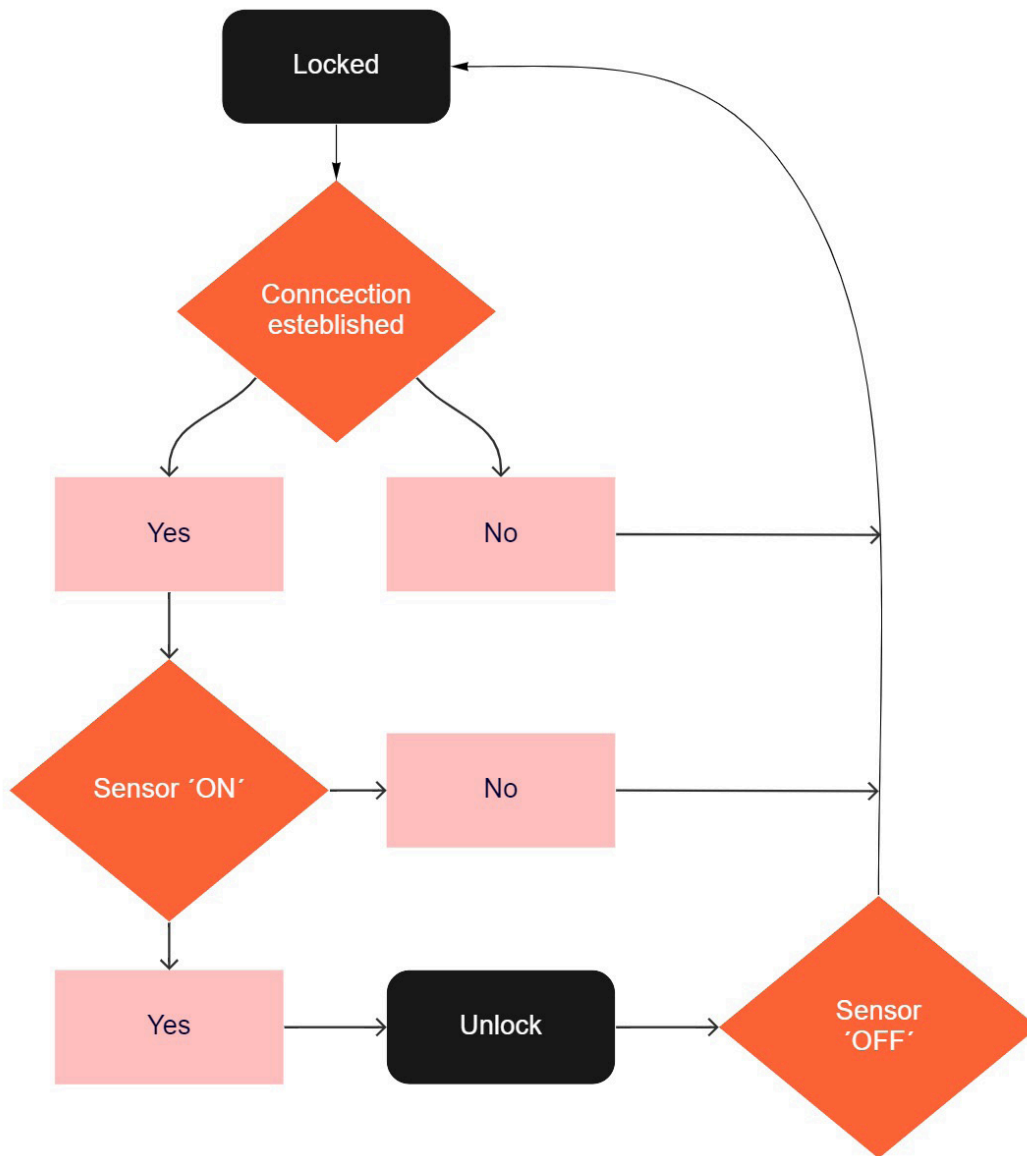 Locked
Conncection
esteblished
Yes
No
Sensor ´ON´
No
Yes
Unlock
Sensor
´OFF´